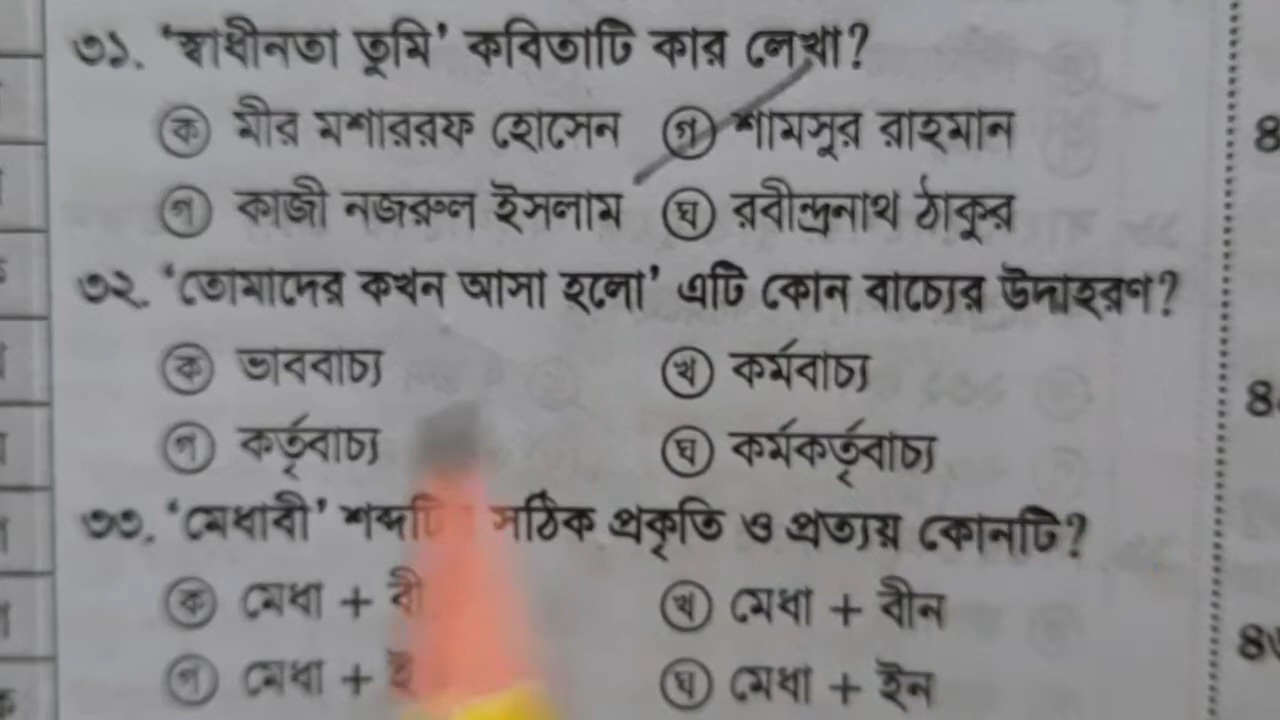 ৩১. ‘স্বাধীনতা তুমি’ কবিতাটি কার লেখা?
ক মীর মশাররফ হোসেন গ শামসুর রাহমান
গ কাজী নজরুল ইসলাম ঘ রবীন্দ্রনাথ ঠাকুর
৩২. ‘তোমাদের কখন আসা হলো’ এটি কোন বাচ্যের উদাহরণ?
ক ভাববাচ্য খ কর্মবাচ্য
গ কর্তৃবাচ্য ঘ কর্মকর্তৃবাচ্য
৩৩. ‘মেধাবী’ সঠিক প্রকৃতি ও প্রত্যয় কোনটি?
ক মেধা + বী খ মেধা + বীন
গ মেধা + ঘ মেধা + ইন